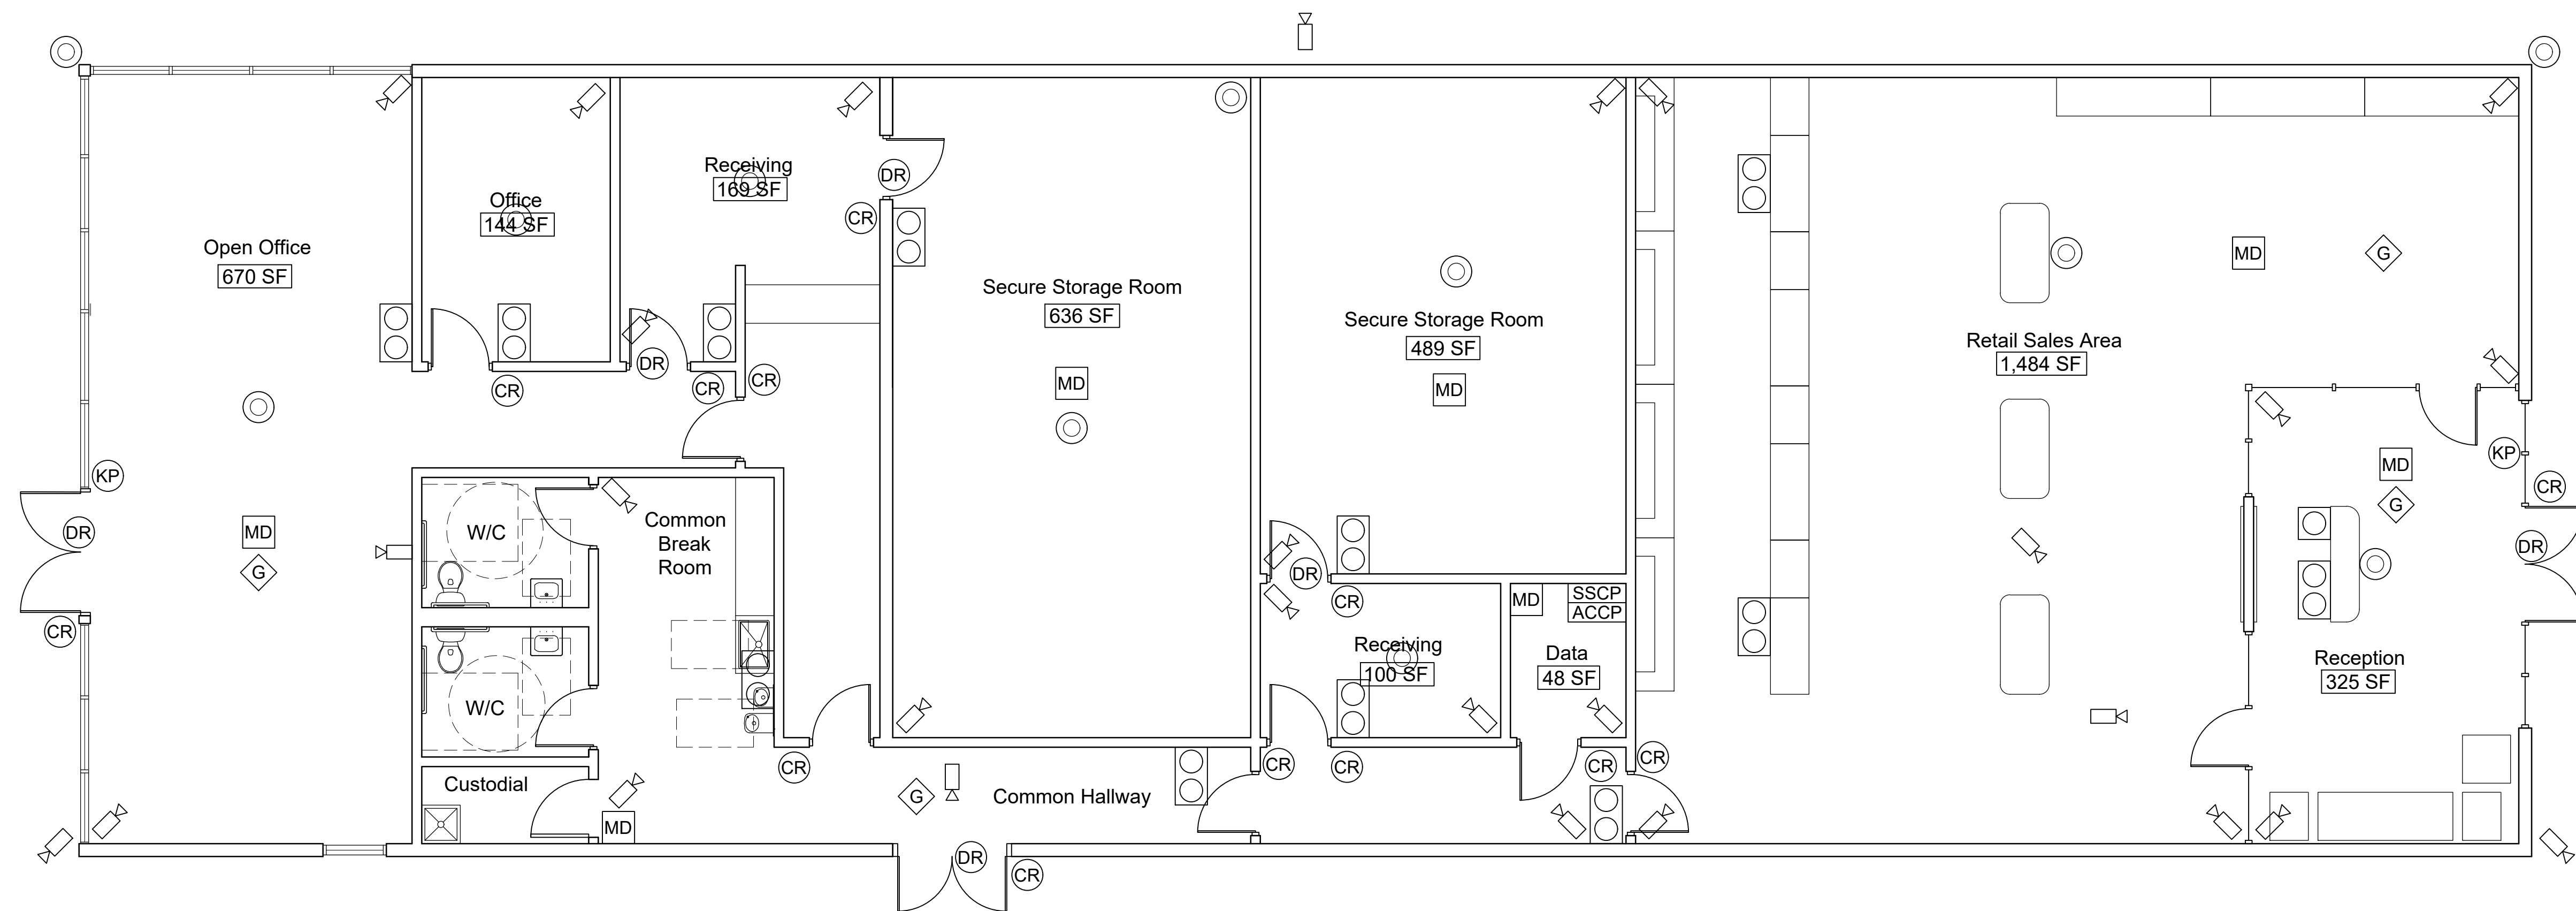 Open Office
670 SF
KP
DR
MD
G
CR
Office
144 SF
CR
Receiving
169 SF
DR
CR
DR
CR
CR
W/C
W/C
Custodial
Common
Break
Room
MD
CR
Secure Storage Room
636 SF
MD
G
Common Hallway
DR
CR
Secure Storage Room
489 SF
MD
DR
CR
Receiving
100 SF
CR
CR
MD
SSCP
ACCP
Data
48 SF
CR
CR
Retail Sales Area
1,484 SF
MD
G
MD
G
KP
CR
DR
Reception
325 SF